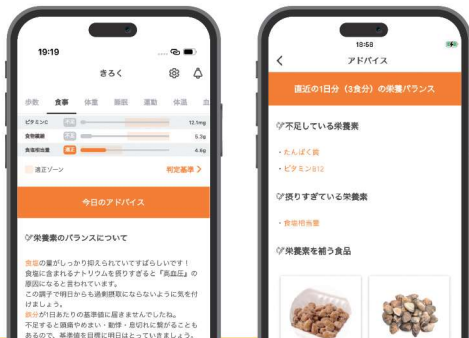 19:19
きろく
歩数 食事 体重 睡眠 運動 体温 血
ビタミンC 不足 12.1mg
食物繊維 不足 5.3g
食塩相当量 適正 4.6g
適正ゾーン 判定基準 >
今日のアドバイス
栄養素のバランスについて
食塩の量がしっかり抑えられていてすばらしいです！
食塩に含まれるナトリウムを摂りすぎると『高血圧』の
原因になると言われています。
この調子で明日からも過剰摂取にならないように気を付
けましょう。
鉄分が1日あたりの基準値に届きませんでしたね。
不足すると頭痛やめまい・動悸・息切れに繋がることも
あるので、基準値を目標に明日はとっていきましょう。
18:58
アドバイス
直近の1日分（3食分）の栄養バランス
不足している栄養素
・たんぱく質
・ビタミンB12
摂りすぎている栄養素
・食塩相当量
栄養素を補う食品